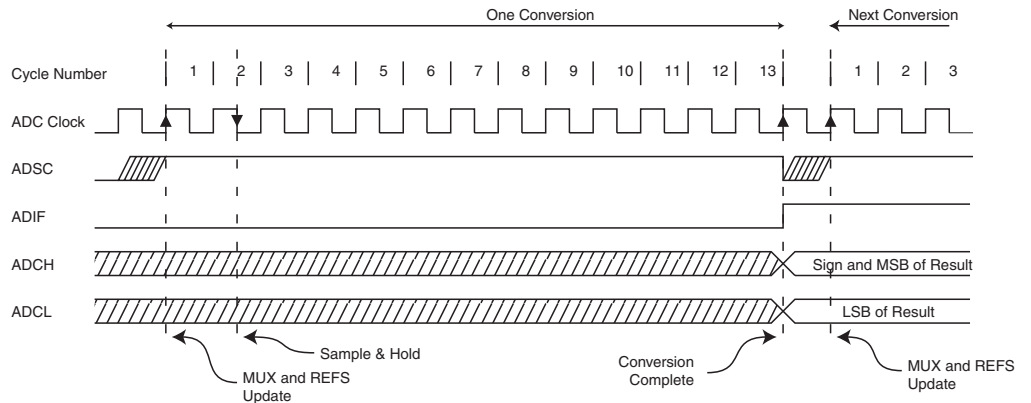 One Conversion
Next Conversion
Cycle Number
1 2 3 4 5 6 7 8 9 10 11 12 13 1 2 3
ADC Clock
ADSC
ADIF
ADCH
Sign and MSB of Result
ADCL
LSB of Result
Sample & Hold
MUX and REFS
Update
Conversion
Complete
MUX and REFS
Update